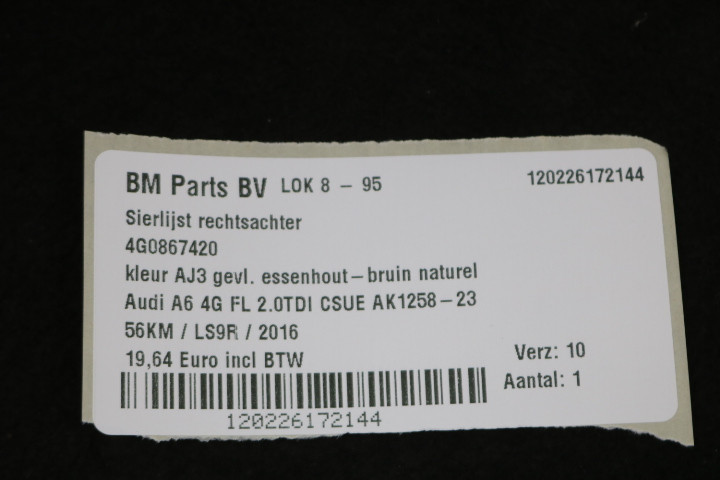 BM Parts BV LOK 8 - 95 120226172144
Sierlijst rechtsachter
4G0867420
kleur AJ3 gevl. essenhout-bruin naturel
Audi A6 4G FL 2.0TDI CSUE AK1258-23
56KM / LS9R / 2016
19,64 Euro incl BTW Verz: 10
Aantal: 1
120226172144